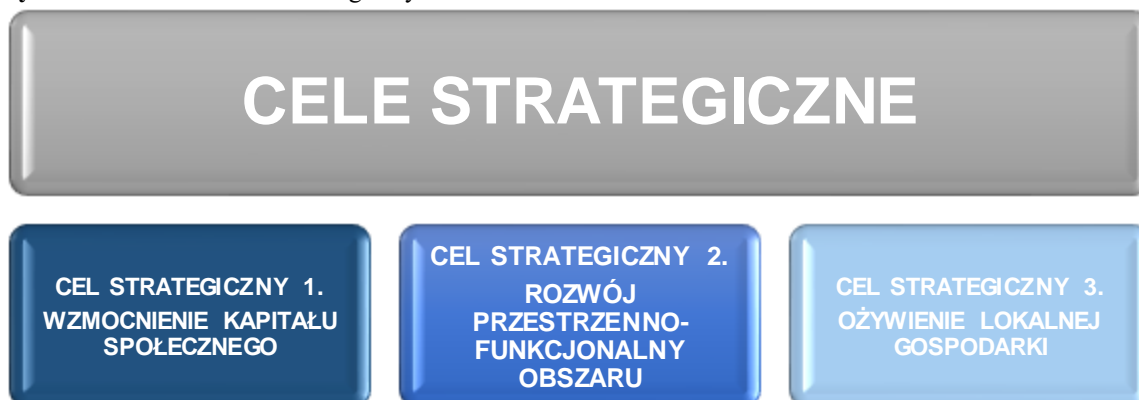 CELE STRATEGICZNE
CEL STRATEGICZNY 1.
WZMOCNIENIE KAPITAŁU
SPOŁECZNEGO
CEL STRATEGICZNY 2.
ROZWÓJ
PRZESTRZENNO-
FUNKCJONALNY
OBSZARU
CEL STRATEGICZNY 3.
OŻYWIENIE LOKALNEJ
GOSPODARKI